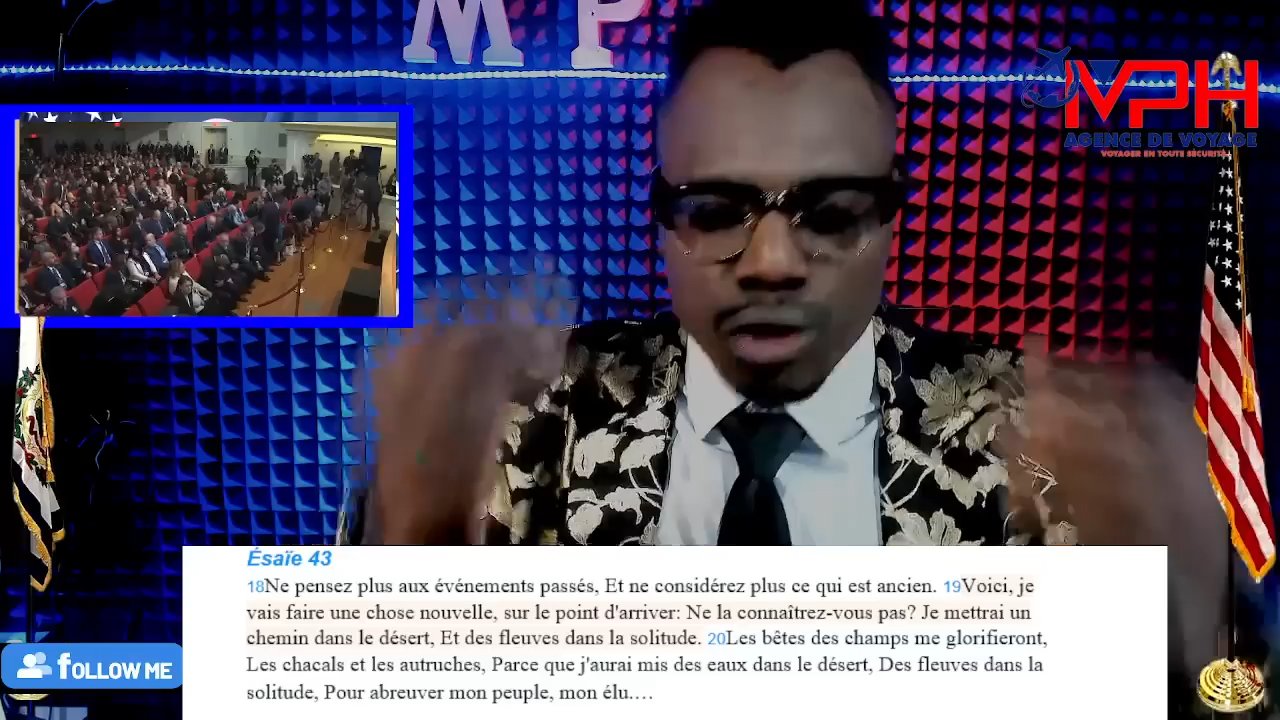 M P
MPH
AGENCE DE VOYAGE
VOYAGER EN TOUTE SÉCURITÉ
Ésaïe 43
18Ne pensez plus aux événements passés, Et ne considérez plus ce qui est ancien. 19Voici, je
vais faire une chose nouvelle, sur le point d'arriver: Ne la connaîtrez-vous pas? Je mettrai un
chemin dans le désert, Et des fleuves dans la solitude. 20Les bêtes des champs me glorifieront,
Les chacals et les autruches, Parce que j'aurai mis des eaux dans le désert, Des fleuves dans la
solitude, Pour abreuver mon peuple, mon élu.…
fOLLOW ME